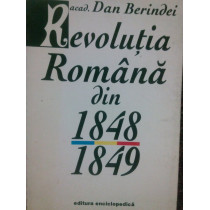 acad. Dan Berindei
Revoluția
Română
din
1848
1849
editura enciclopedică